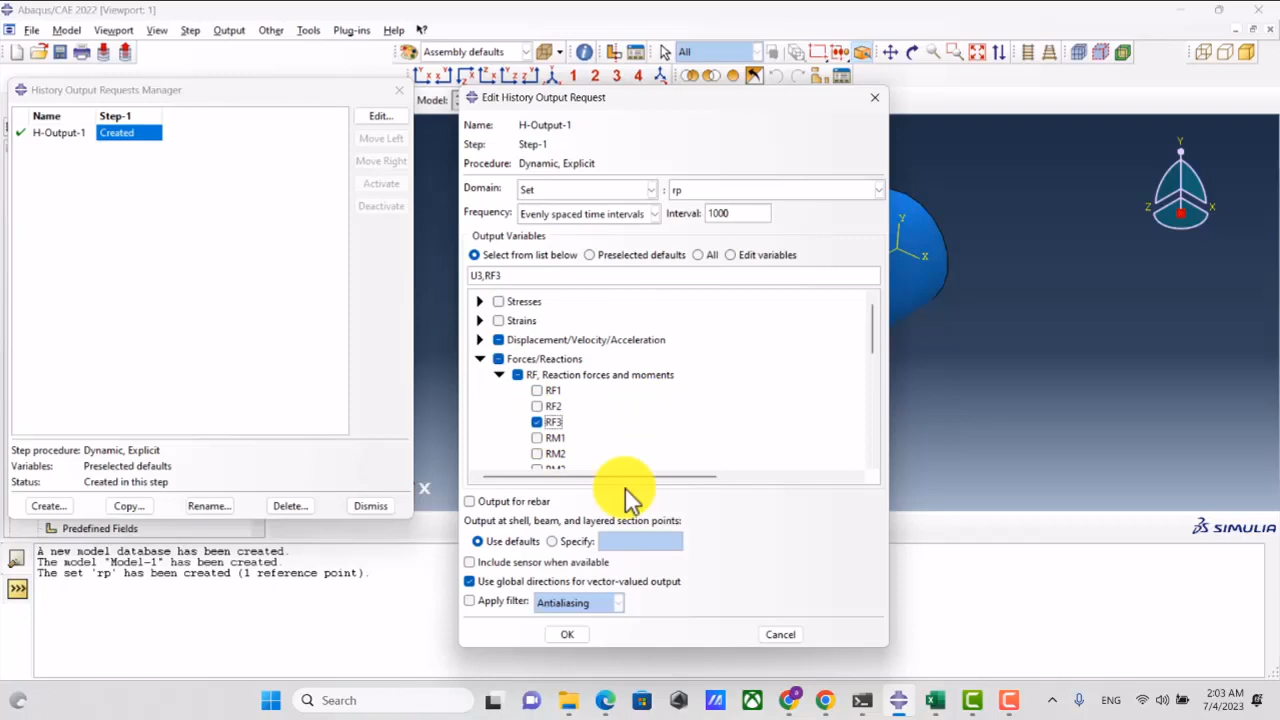 Abaqus/CAE 2022 [Viewport: 1]
File Model Viewport View Step Output Other Tools Plug-ins Help
Assembly defaults All
1 2 3 4
History Output Requests Manager
Name Step-1
H-Output-1 Created
Edit...
Move Left
Move Right
Activate
Deactivate
Step procedure: Dynamic, Explicit
Variables: Preselected defaults
Status: Created in this step
Create... Copy... Rename... Delete... Dismiss
Predefined Fields
Model:
Edit History Output Request
Name: H-Output-1
Step: Step-1
Procedure: Dynamic, Explicit
Domain: Set : rp
Frequency: Evenly spaced time intervals Interval: 1000
Output Variables
Select from list below Preselected defaults All Edit variables
U3,RF3
Stresses
Strains
Displacement/Velocity/Acceleration
Forces/Reactions
RF, Reaction forces and moments
RF1
RF2
RF3
RM1
RM2
Output for rebar
Output at shell, beam, and layered section points:
Use defaults Specify:
Include sensor when available
Use global directions for vector-valued output
Apply filter: Antialiasing
OK Cancel
Y
X
Y
Z X
X
SIMULIA
A new model database has been created.
The model "Model-1" has been created.
The set 'rp' has been created (1 reference point).
>>>
Search
ENG
2:03 AM
7/4/2023